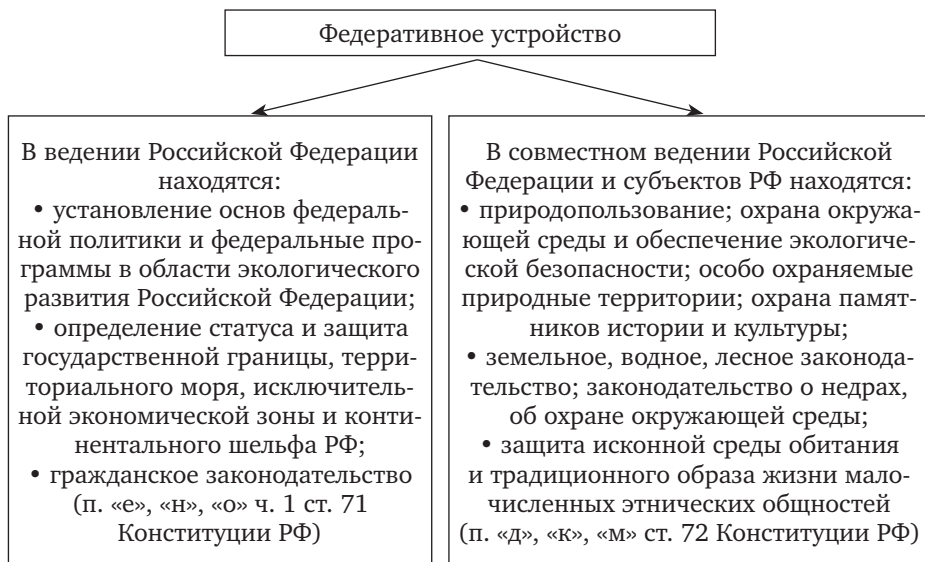 Федеративное устройство
В ведении Российской Федерации
находятся:
• установление основ федераль-
ной политики и федеральные про-
граммы в области экологического
развития Российской Федерации;
• определение статуса и защита
государственной границы, терри-
ториального моря, исключитель-
ной экономической зоны и конти-
нентального шельфа РФ;
• гражданское законодательство
(п. «е», «н», «о» ч. 1 ст. 71
Конституции РФ)
В совместном ведении Российской
Федерации и субъектов РФ находятся:
• природопользование; охрана окружа-
ющей среды и обеспечение экологиче-
ской безопасности; особо охраняемые
природные территории; охрана памят-
ников истории и культуры;
• земельное, водное, лесное законода-
тельство; законодательство о недрах,
об охране окружающей среды;
• защита исконной среды обитания
и традиционного образа жизни мало-
численных этнических общностей
(п. «д», «к», «м» ст. 72 Конституции РФ)